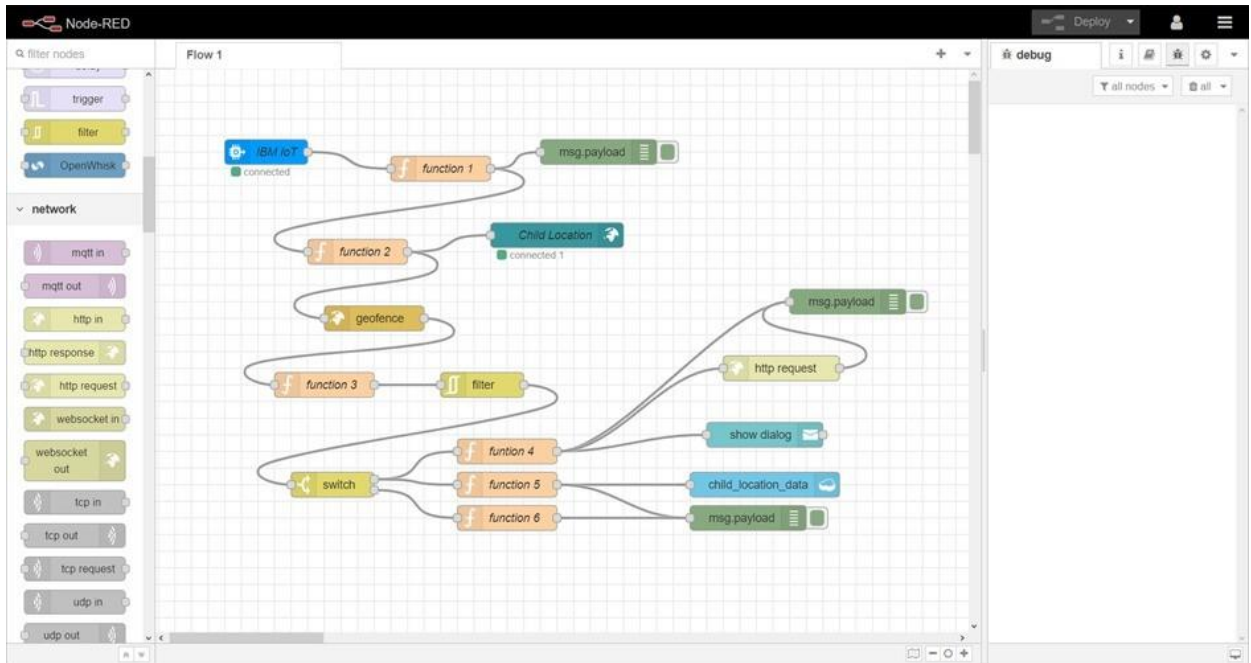 Node-RED
Deploy
filter nodes
trigger
filter
OpenWhisk
network
mqtt in
mqtt out
http in
http response
http request
websocket in
websocket
out
tcp in
tcp out
tcp request
udp in
udp out
Flow 1
IBM IoT
connected
function 1
msg.payload
function 2
Child Location
connected 1
geofence
msg.payload
http request
function 3
filter
show dialog
funtion 4
switch
function 5
child_location_data
function 6
msg.payload
debug
i
all nodes
all